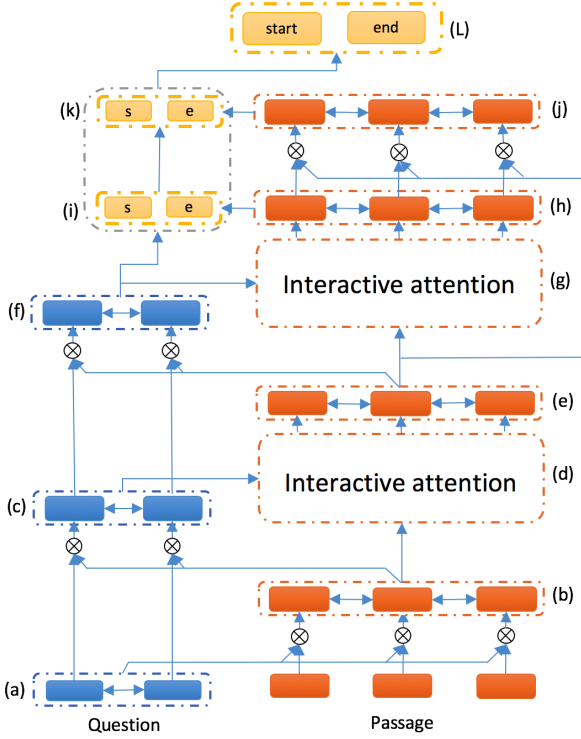 start end (L)
(k) s e (j)
(i) s e (h)
Interactive attention (g)
(f)
(e)
Interactive attention (d)
(c)
(b)
(a)
Question Passage